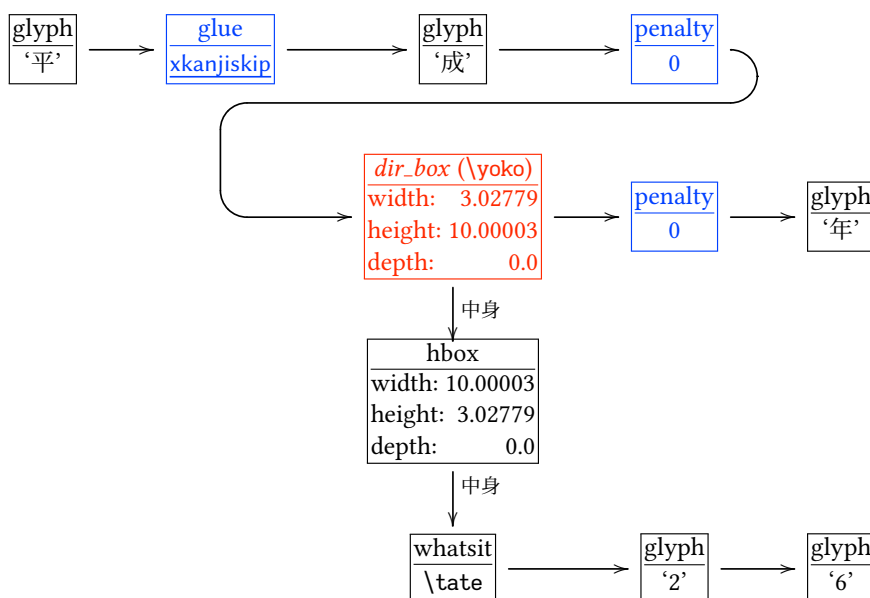 glyph
‘平’
glue
xkanjiskip
glyph
‘成’
penalty
0
dir_box (\yoko)
width: 3.02779
height: 10.00003
depth: 0.0
penalty
0
glyph
‘年’
中身
hbox
width: 10.00003
height: 3.02779
depth: 0.0
中身
whatsit
\tate
glyph
‘2’
glyph
‘6’